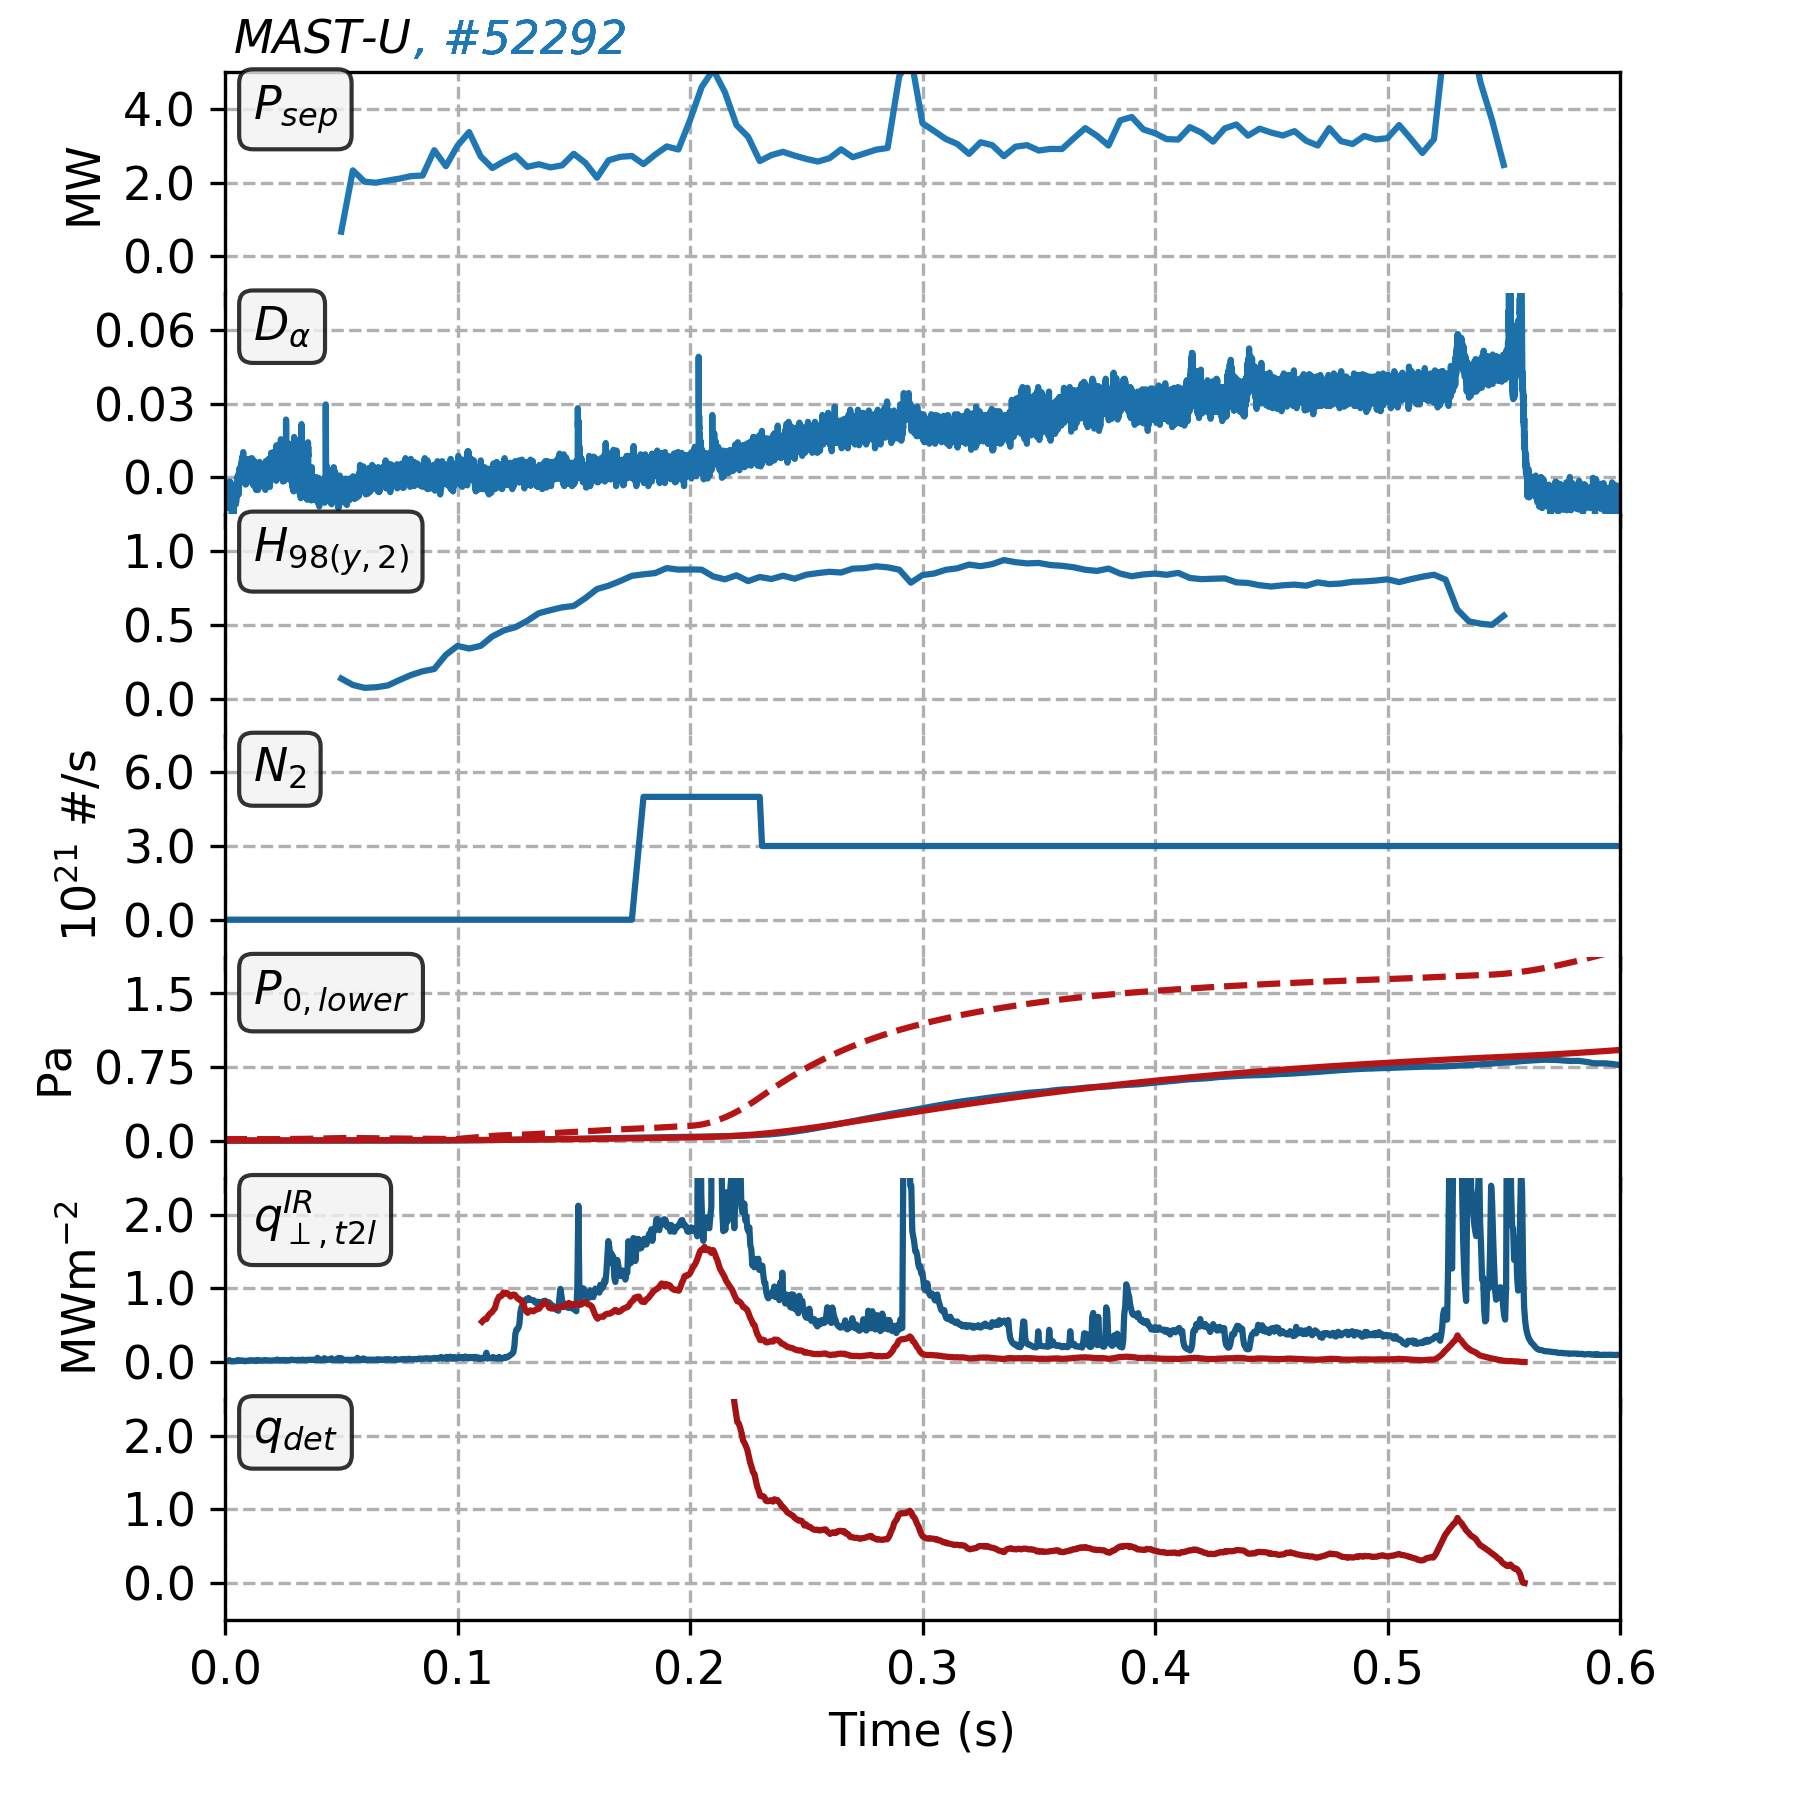 MAST-U, #52292
P_sep
MW
4.0
2.0
0.0
D_α
0.06
0.03
0.0
H_98(y,2)
1.0
0.5
0.0
N_2
10^21 #/s
6.0
3.0
0.0
P_0,lower
Pa
1.5
0.75
0.0
q^IR_⊥,t2l
MWm^−2
2.0
1.0
0.0
q_det
2.0
1.0
0.0
0.0 0.1 0.2 0.3 0.4 0.5 0.6
Time (s)